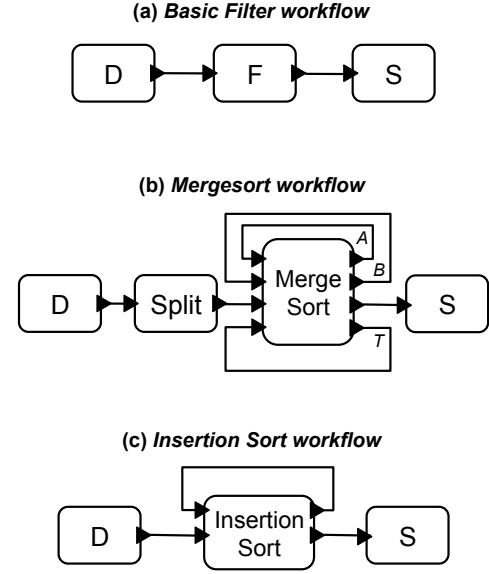 (a) Basic Filter workflow
D F S
(b) Mergesort workflow
A
B
D Split Merge Sort S
T
(c) Insertion Sort workflow
D Insertion Sort S